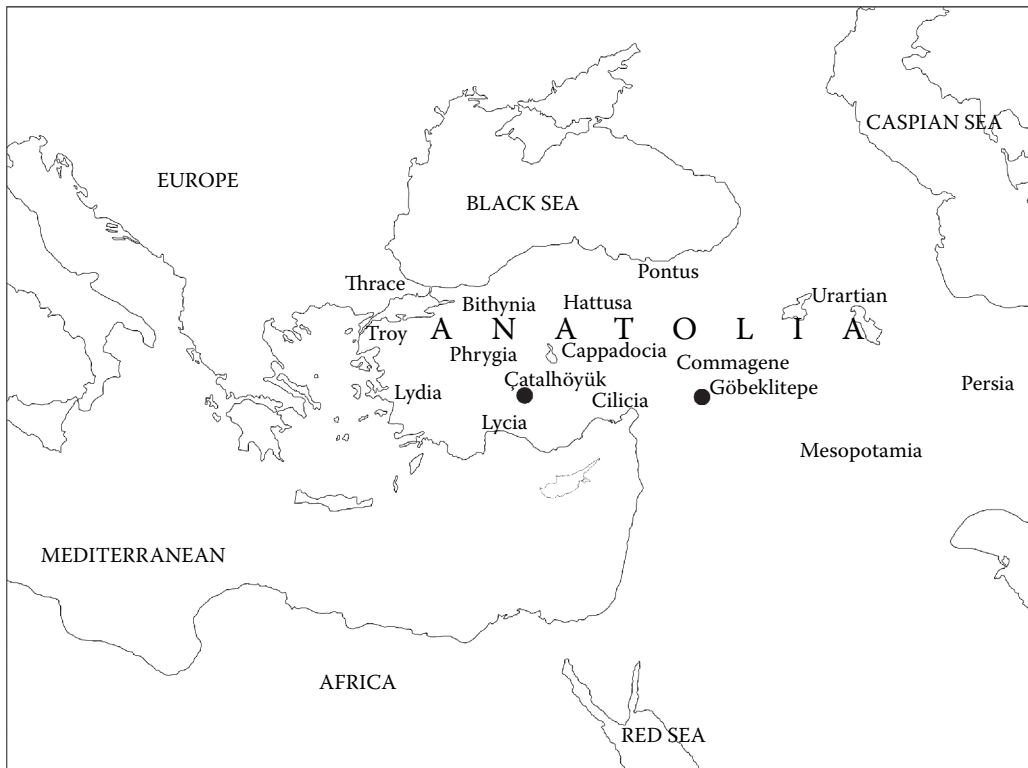 CASPIAN SEA
EUROPE
BLACK SEA
Pontus
Thrace
Bithynia
Hattusa
Urartian
Troy
ANATOLIA
Phrygia
Cappadocia
Commagene
Çatalhöyük
Göbeklitepe
Persia
Lydia
Cilicia
Lycia
Mesopotamia
MEDITERRANEAN
AFRICA
RED SEA